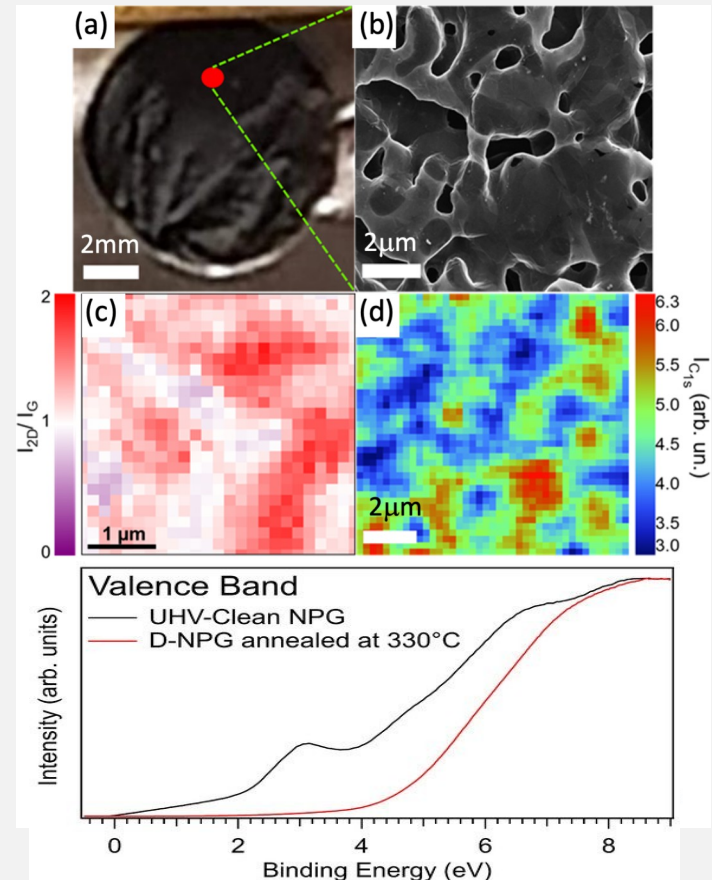 (a)
2mm
(b)
2μm
(c)
2
1
0
I2D/ IG
1 μm
(d)
2μm
6.3
6.0
5.5
5.0
4.5
4.0
3.5
3.0
IC1s (arb. un.)
Valence Band
UHV-Clean NPG
D-NPG annealed at 330°C
Intensity (arb. units)
0 2 4 6 8
Binding Energy (eV)